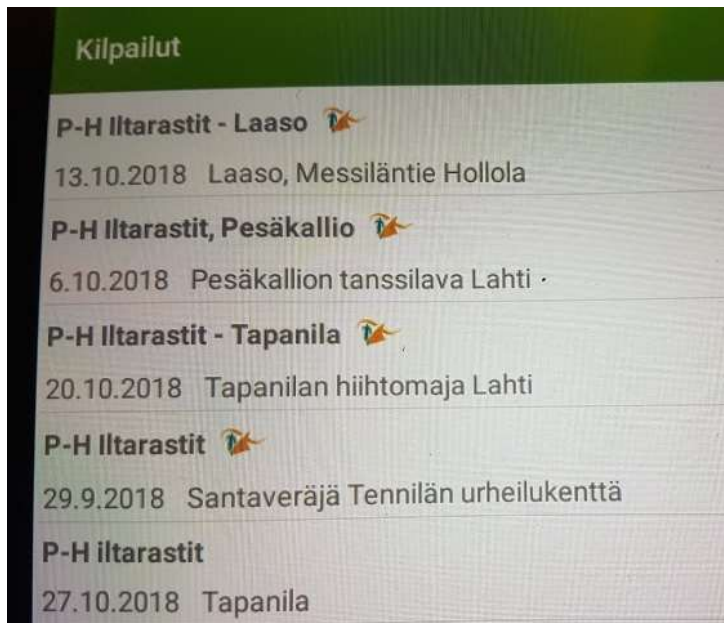 Kilpailut
P-H Iltarastit - Laaso
13.10.2018 Laaso, Messiläntie Hollola
P-H Iltarastit, Pesäkallio
6.10.2018 Pesäkallion tanssilava Lahti
P-H Iltarastit - Tapanila
20.10.2018 Tapanilan hiihtomaja Lahti
P-H Iltarastit
29.9.2018 Santaveräjä Tennilän urheilukenttä
P-H iltarastit
27.10.2018 Tapanila